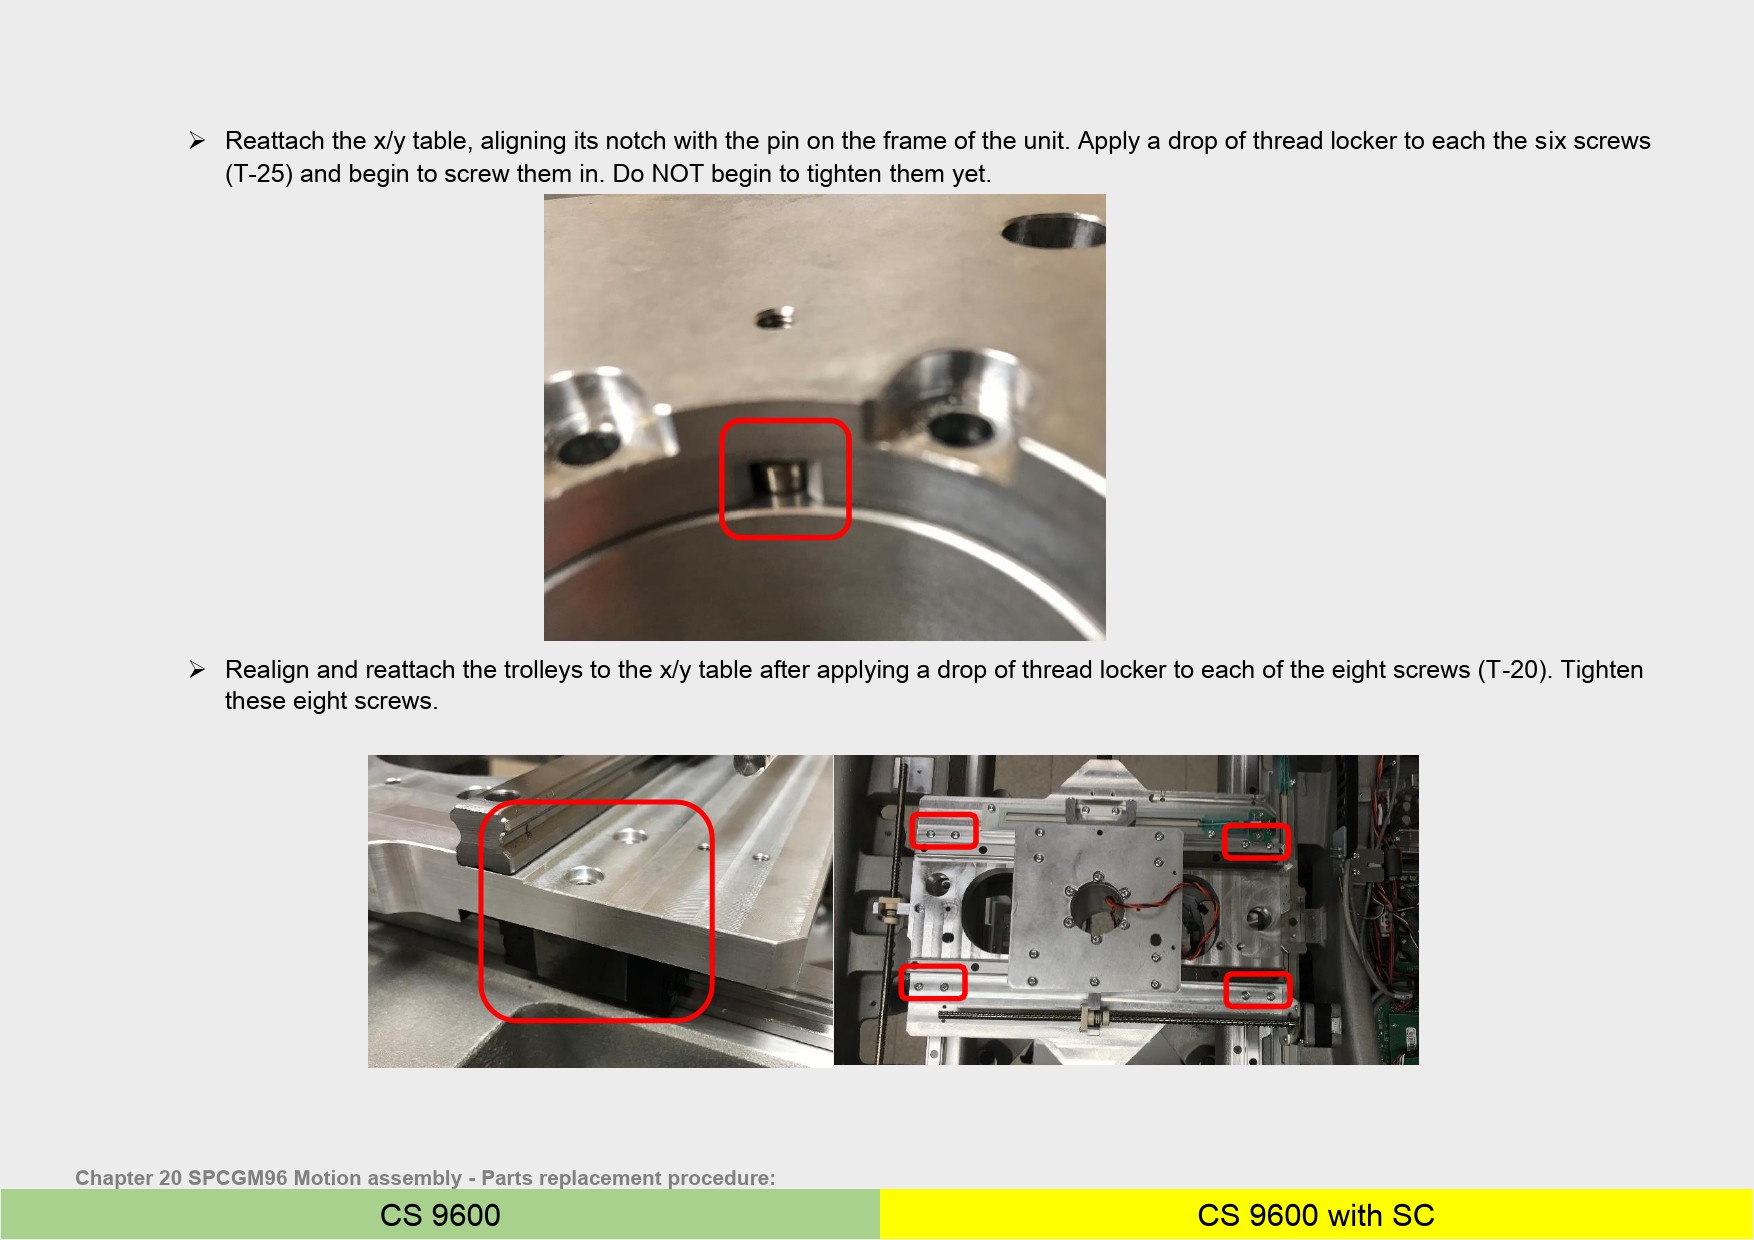 ➢ Reattach the x/y table, aligning its notch with the pin on the frame of the unit. Apply a drop of thread locker to each the six screws
(T-25) and begin to screw them in. Do NOT begin to tighten them yet.
➢ Realign and reattach the trolleys to the x/y table after applying a drop of thread locker to each of the eight screws (T-20). Tighten
these eight screws.
Chapter 20 SPCGM96 Motion assembly - Parts replacement procedure:
CS 9600
CS 9600 with SC